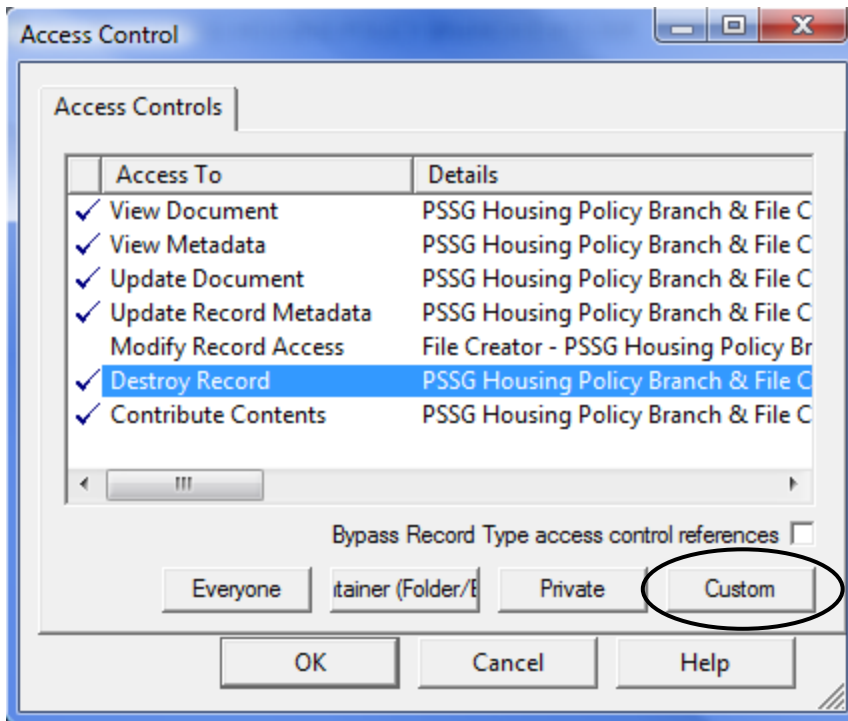 Access Control
Access Controls
Access To Details
View Document PSSG Housing Policy Branch & File C
View Metadata PSSG Housing Policy Branch & File C
Update Document PSSG Housing Policy Branch & File C
Update Record Metadata PSSG Housing Policy Branch & File C
Modify Record Access File Creator - PSSG Housing Policy Br
Destroy Record PSSG Housing Policy Branch & File C
Contribute Contents PSSG Housing Policy Branch & File C
Bypass Record Type access control references
Everyone itainer (Folder/E Private Custom
OK Cancel Help